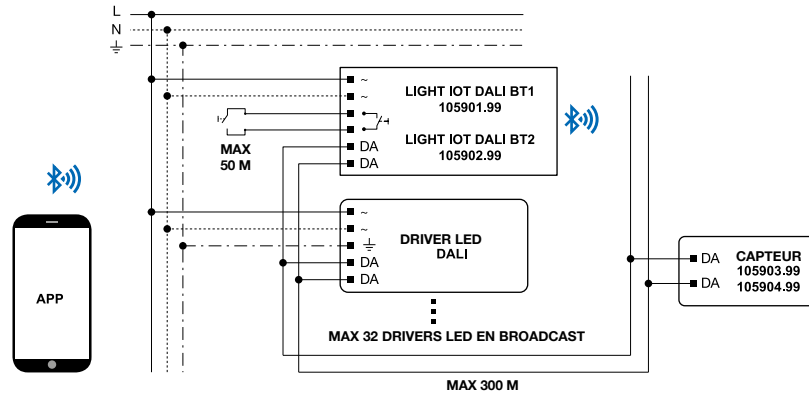 L
N
~
LIGHT IOT DALI BT1
~
105901.99
LIGHT IOT DALI BT2
105902.99
MAX
50 M
DA
DA
~
~
DRIVER LED
DALI
DA
DA
DA
DA
CAPTEUR
105903.99
105904.99
APP
MAX 32 DRIVERS LED EN BROADCAST
MAX 300 M